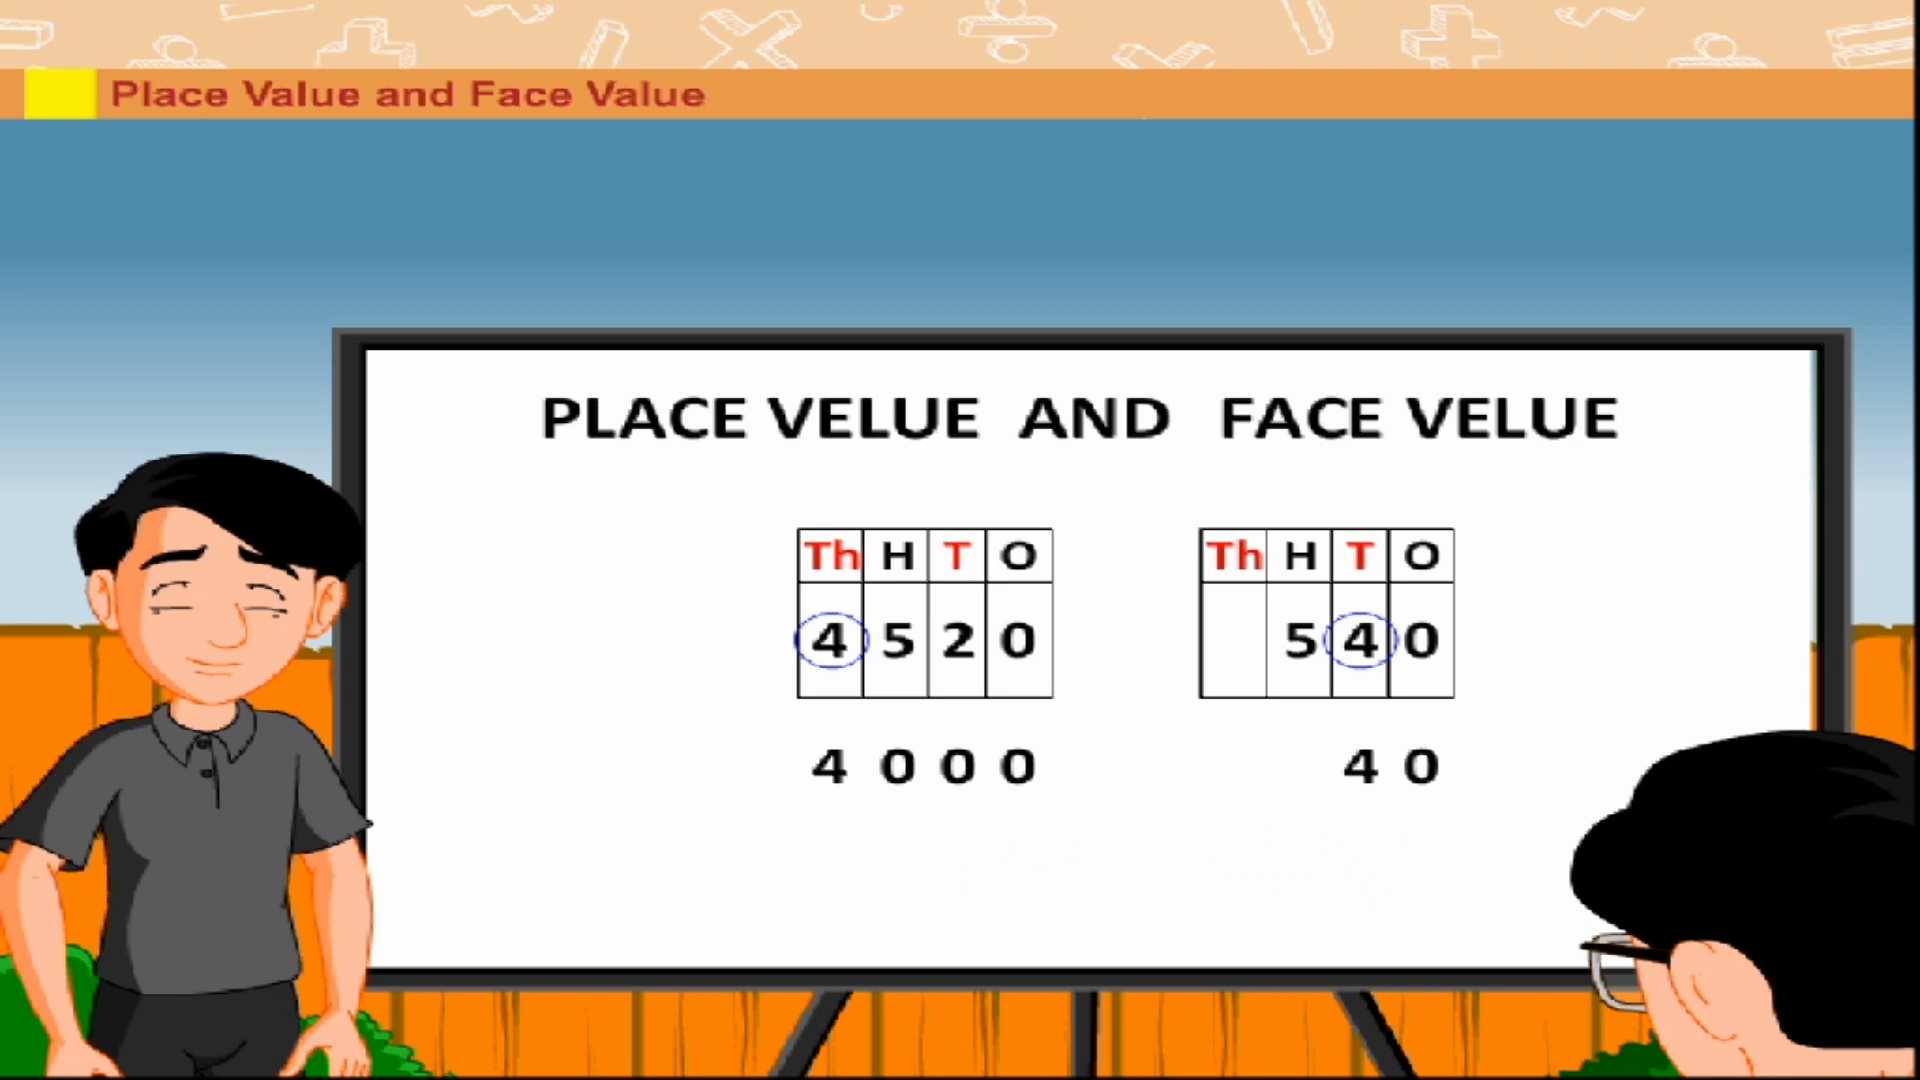 Place Value and Face Value
PLACE VELUE AND FACE VELUE
Th H T O Th H T O
4 5 2 0 5 4 0
4 0 0 0 4 0